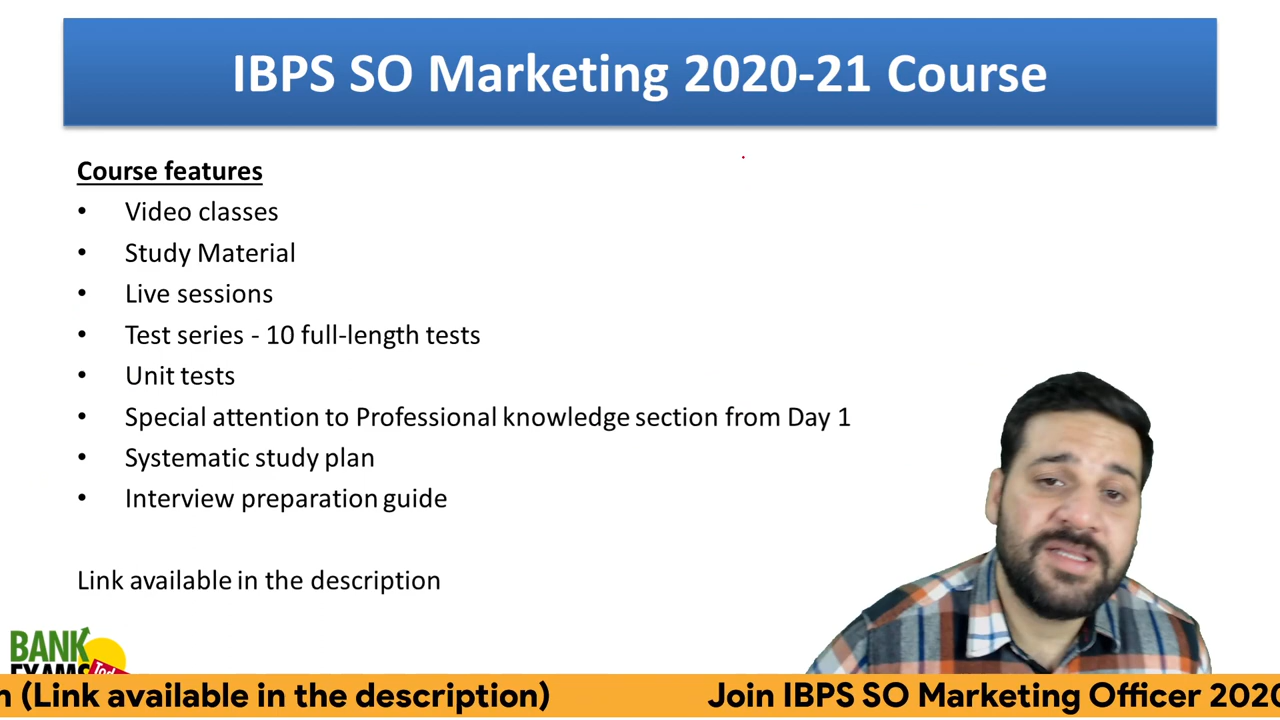 IBPS SO Marketing 2020-21 Course
Course features
• Video classes
• Study Material
• Live sessions
• Test series - 10 full-length tests
• Unit tests
• Special attention to Professional knowledge section from Day 1
• Systematic study plan
• Interview preparation guide
Link available in the description
BANK
EXAMS
Today
(Link available in the description) Join IBPS SO Marketing Officer